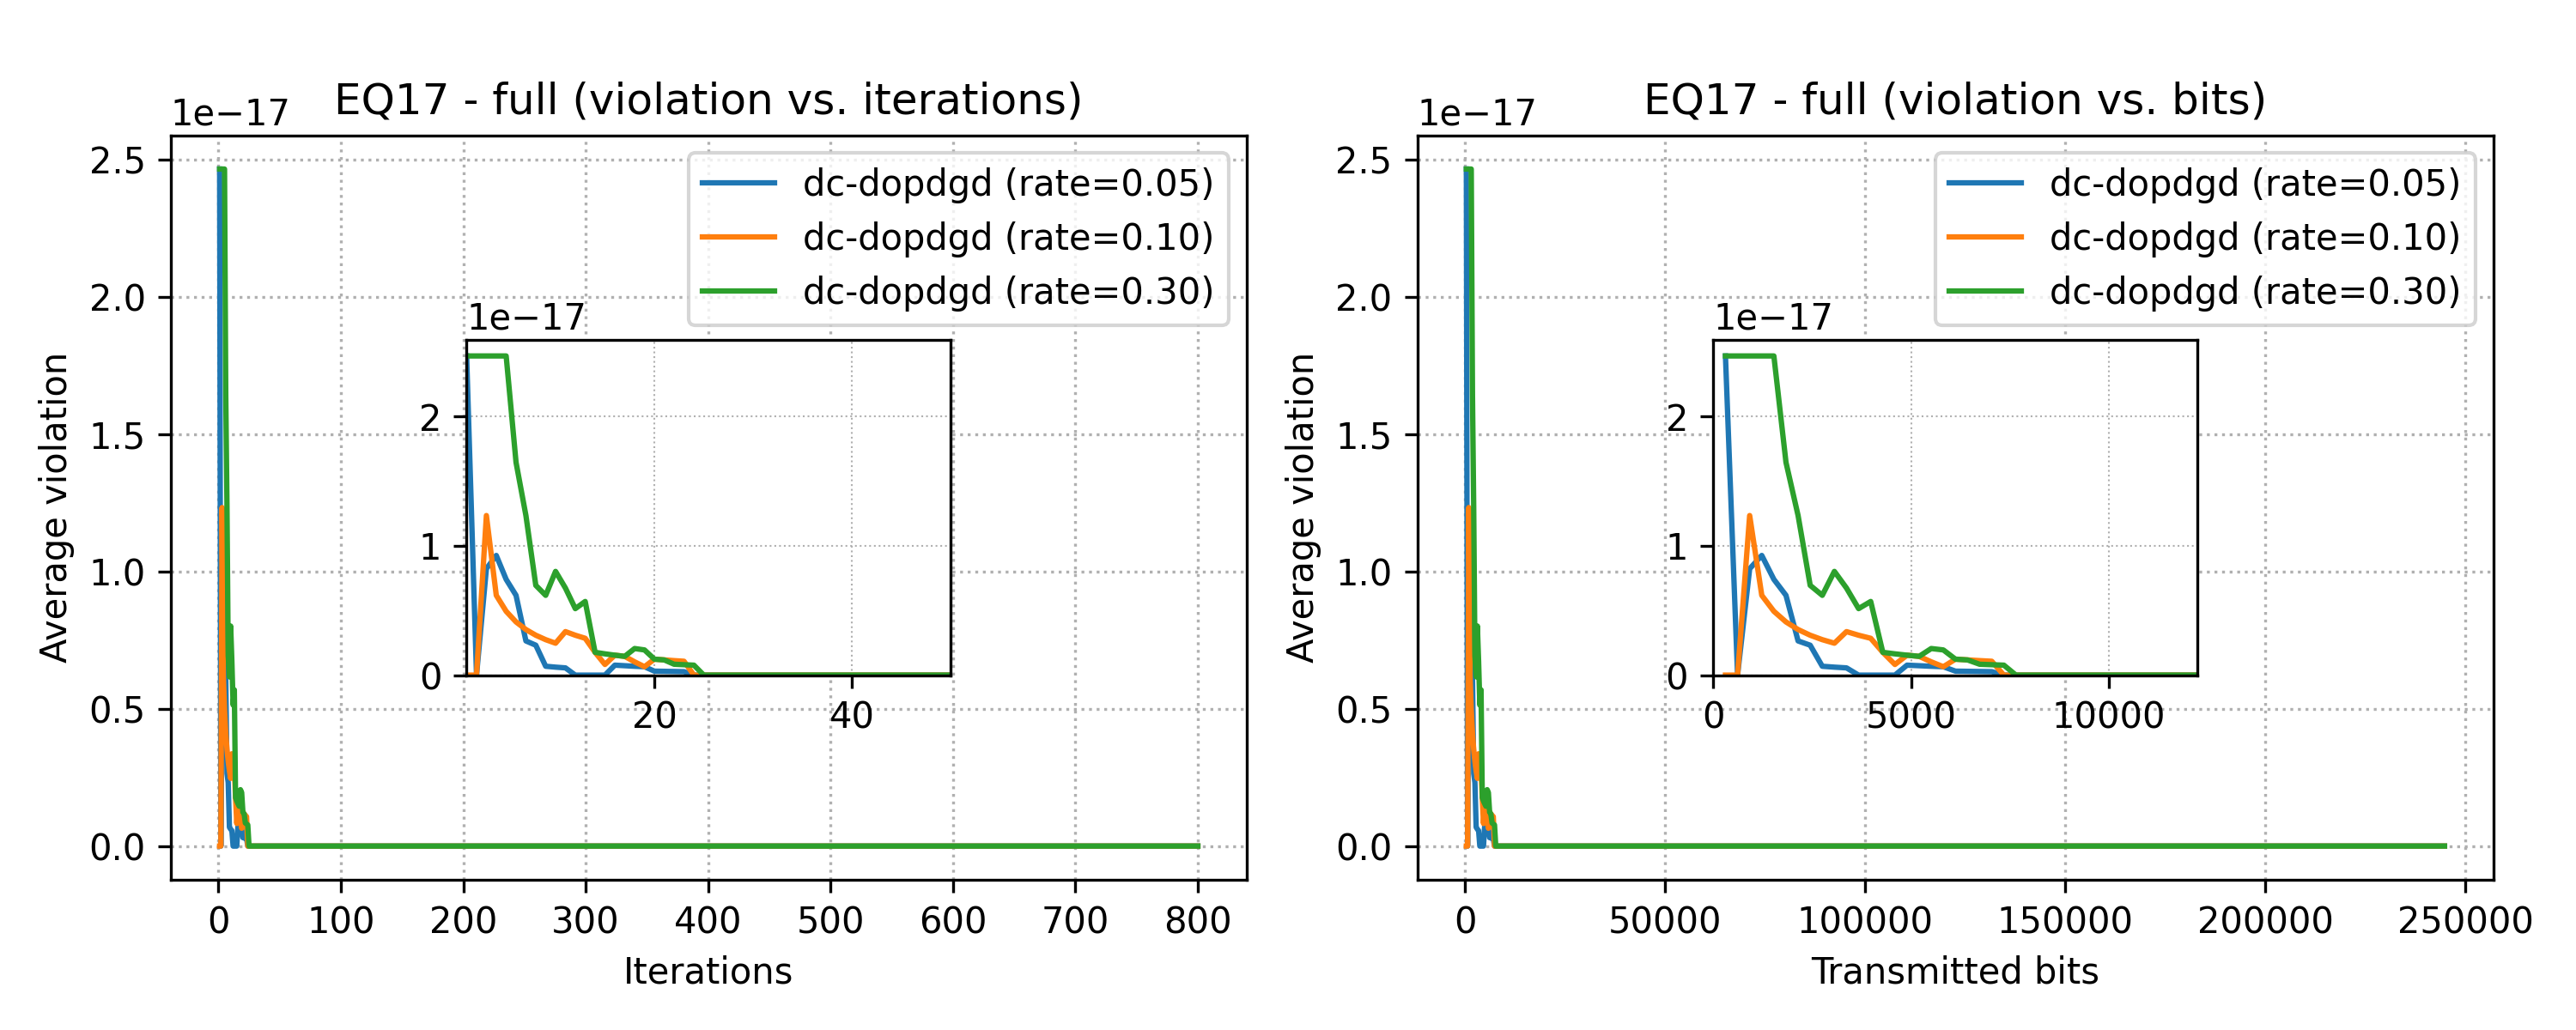 EQ17 - full (violation vs. iterations)
1e−17
2.5
2.0
1.5
1.0
0.5
0.0
Average violation
dc-dopdgd (rate=0.05)
dc-dopdgd (rate=0.10)
dc-dopdgd (rate=0.30)
1e−17
2
1
0
20 40
0 100 200 300 400 500 600 700 800
Iterations
EQ17 - full (violation vs. bits)
1e−17
2.5
2.0
1.5
1.0
0.5
0.0
Average violation
dc-dopdgd (rate=0.05)
dc-dopdgd (rate=0.10)
dc-dopdgd (rate=0.30)
1e−17
2
1
0
0 5000 10000
0 50000 100000 150000 200000 250000
Transmitted bits